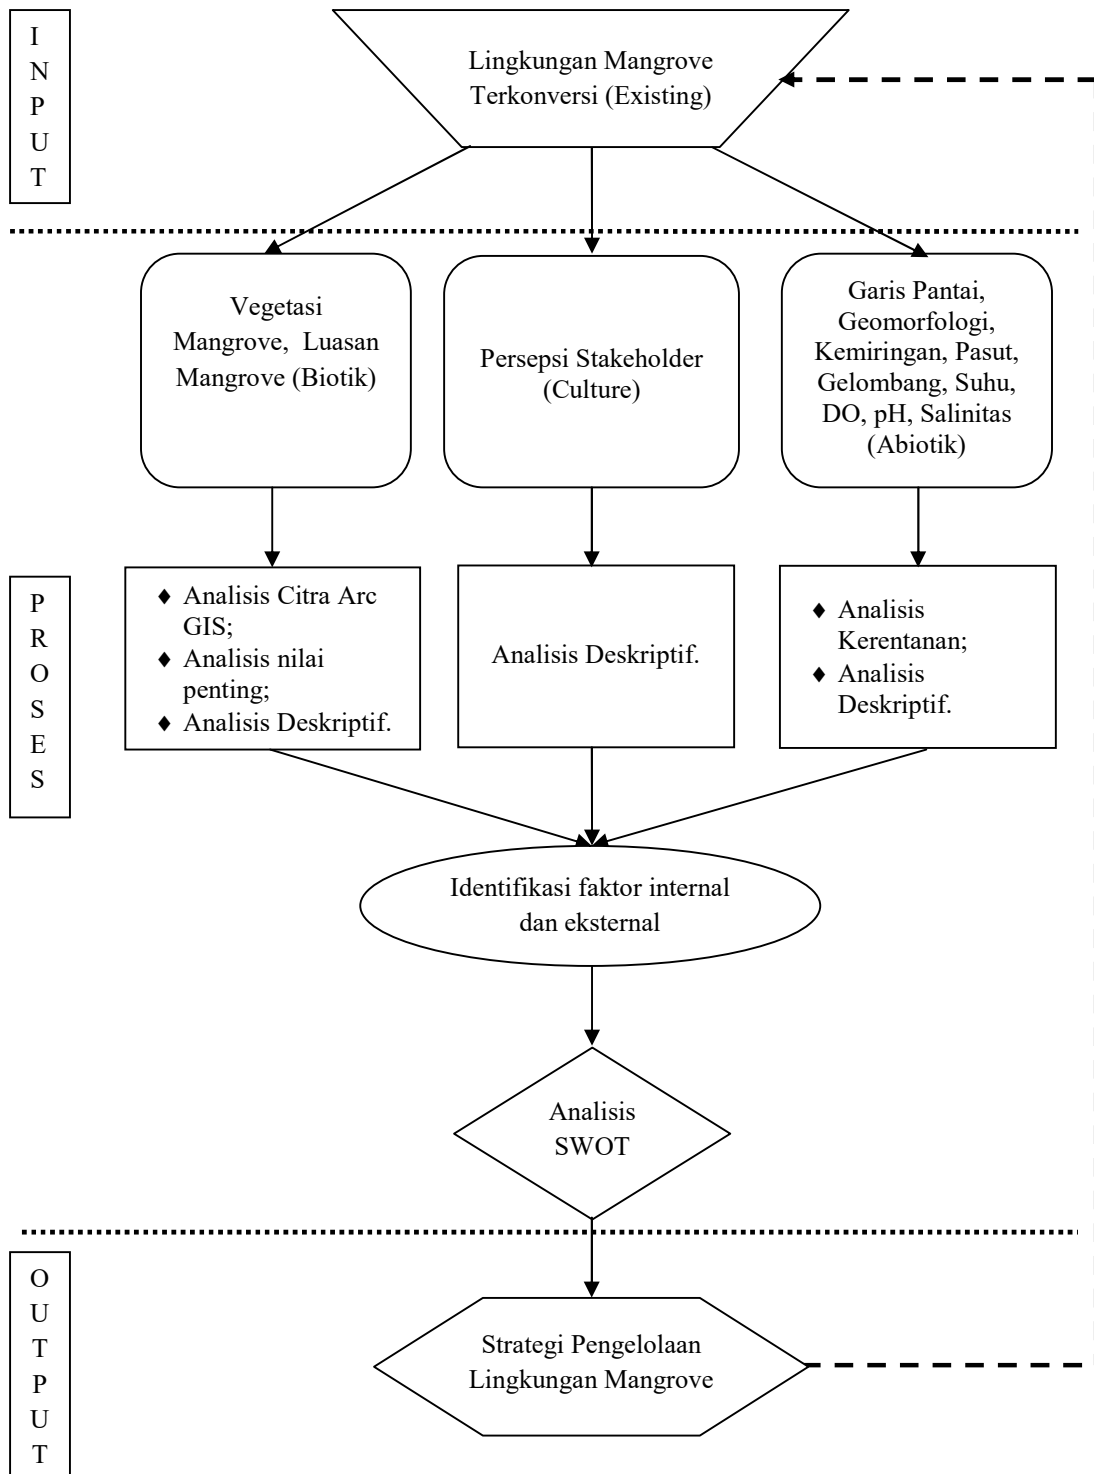 I
N
P
U
T
Lingkungan Mangrove
Terkonversi (Existing)
Vegetasi
Mangrove, Luasan
Mangrove (Biotik)
Persepsi Stakeholder
(Culture)
Garis Pantai,
Geomorfologi,
Kemiringan, Pasut,
Gelombang, Suhu,
DO, pH, Salinitas
(Abiotik)
P
R
O
S
E
S
♦ Analisis Citra Arc
GIS;
♦ Analisis nilai
penting;
♦ Analisis Deskriptif.
Analisis Deskriptif.
♦ Analisis
Kerentanan;
♦ Analisis
Deskriptif.
Identifikasi faktor internal
dan eksternal
Analisis
SWOT
O
U
T
P
U
T
Strategi Pengelolaan
Lingkungan Mangrove